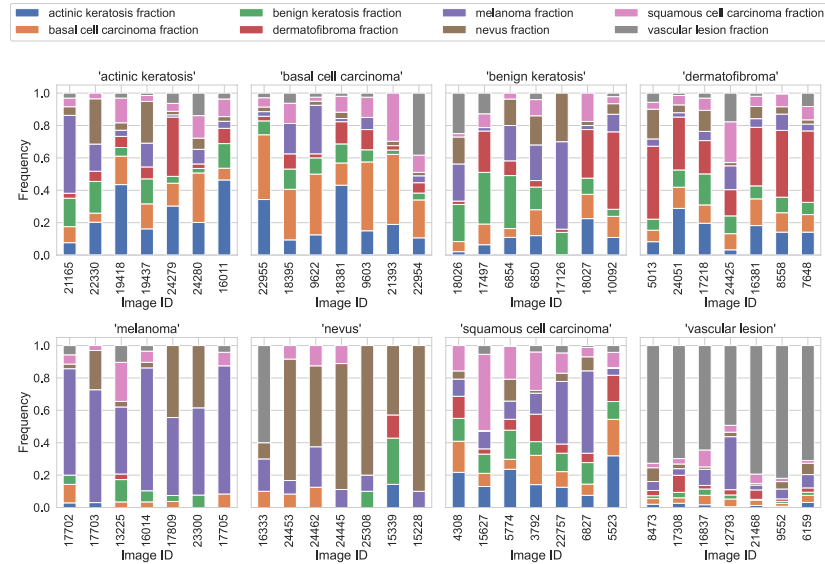 actinic keratosis fraction benign keratosis fraction melanoma fraction squamous cell carcinoma fraction
basal cell carcinoma fraction dermatofibroma fraction nevus fraction vascular lesion fraction
'actinic keratosis' 'basal cell carcinoma' 'benign keratosis' 'dermatofibroma'
1.0
0.8
0.6
0.4
0.2
0.0
Frequency
21165 22330 19418 19437 24279 24280 16011
22955 18395 9622 18381 9603 21393 22954
18026 17497 6854 6850 17126 18027 10092
5013 24051 17218 24425 16381 8558 7648
Image ID Image ID Image ID Image ID
'melanoma' 'nevus' 'squamous cell carcinoma' 'vascular lesion'
1.0
0.8
0.6
0.4
0.2
0.0
Frequency
17702 17703 13225 16014 17809 23300 17705
16333 24453 24462 24445 25308 15339 15228
4308 15627 5774 3792 22757 6827 5523
8473 17308 16837 12793 21468 9552 6159
Image ID Image ID Image ID Image ID